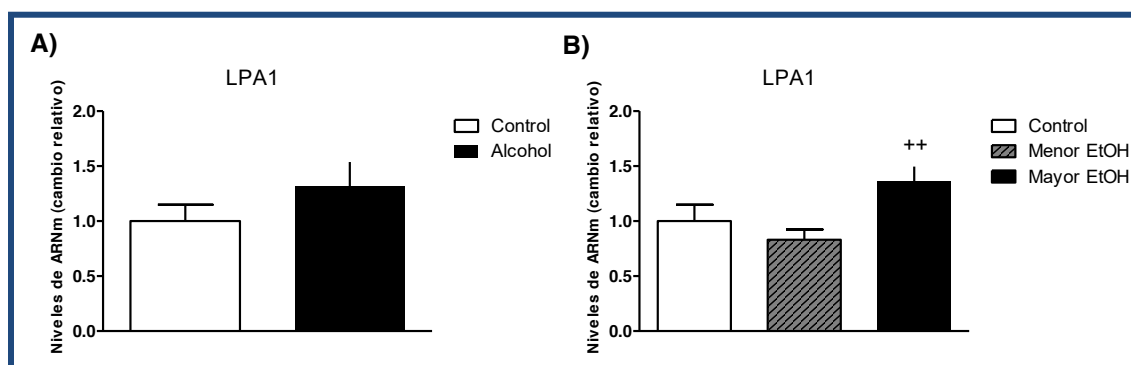 A)
LPA1
Niveles de ARNm (cambio relativo)
2.0
1.5
1.0
0.5
0.0
Control
Alcohol
B)
LPA1
Niveles de ARNm (cambio relativo)
2.0
1.5
1.0
0.5
0.0
++
Control
Menor EtOH
Mayor EtOH